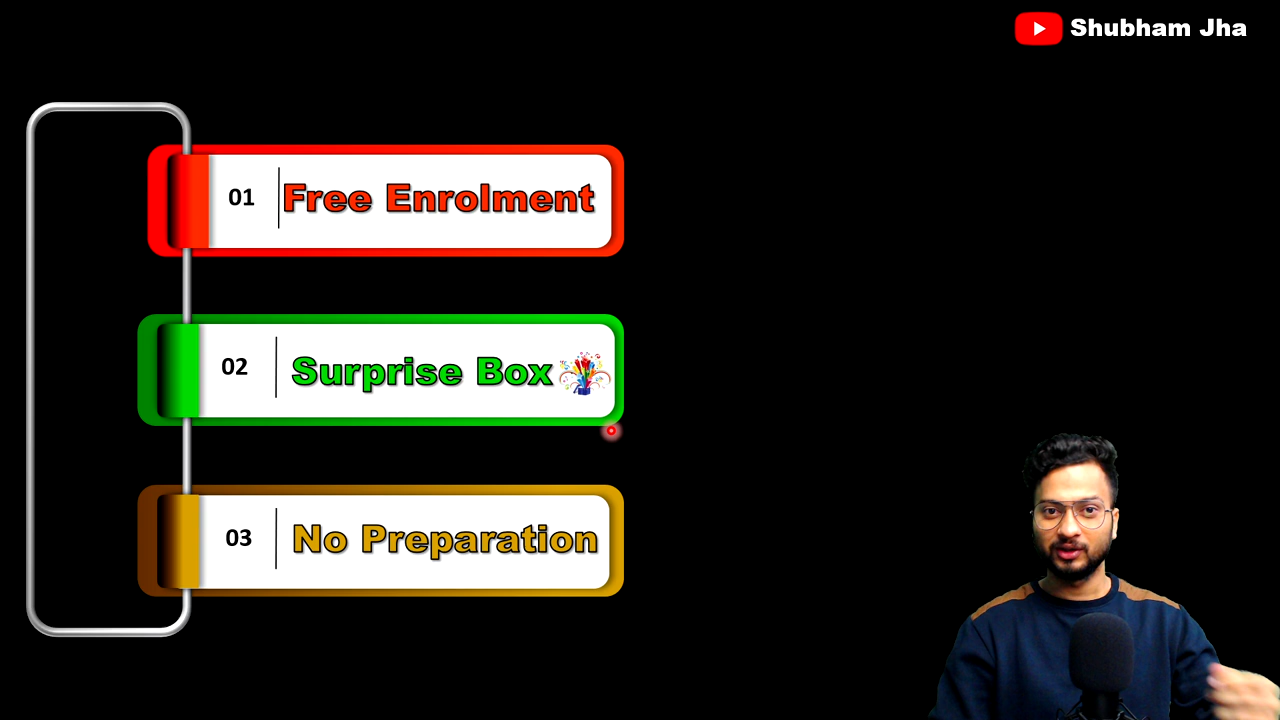 Shubham Jha
01 Free Enrolment
02 Surprise Box
03 No Preparation